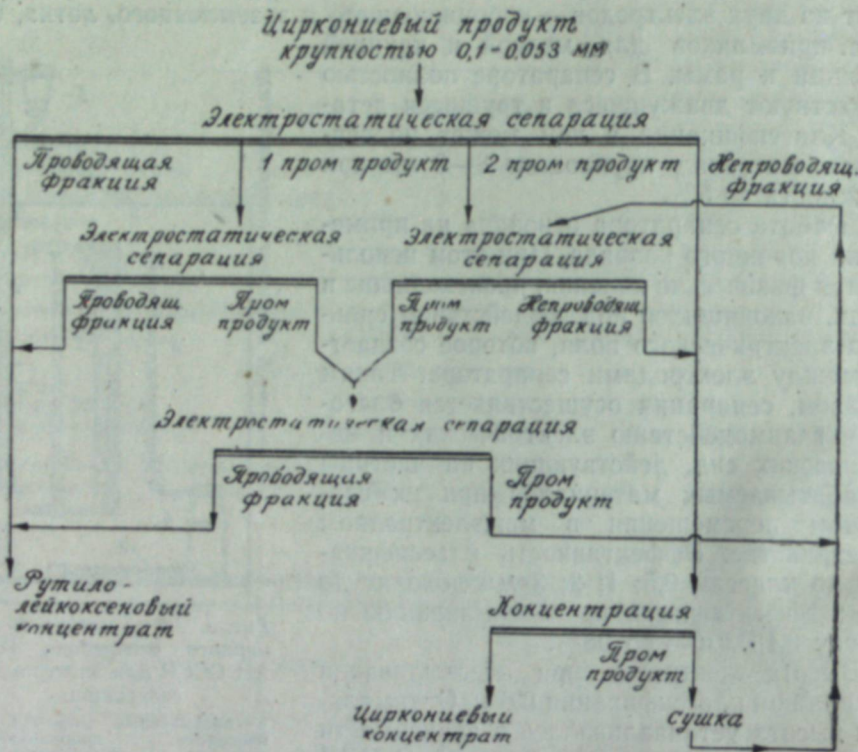 Циркониевый продукт
крупностью 0,1-0,053 мм
Электростатическая сепарация
Проводящая
фракция
1 пром продукт
2 пром продукт
Непроводящ.
фракция
Электростатическая
сепарация
Электростатическая
сепарация
Проводящ
фракция
Пром
продукт
Пром
продукт
Непроводящ
фракция
Электростатическая сепарация
Проводящая
фракция
Пром
продукт
Рутило-
лейкоксеновый
концентрат
Концентрация
Пром
продукт
Циркониевый
концентрат
Сушка